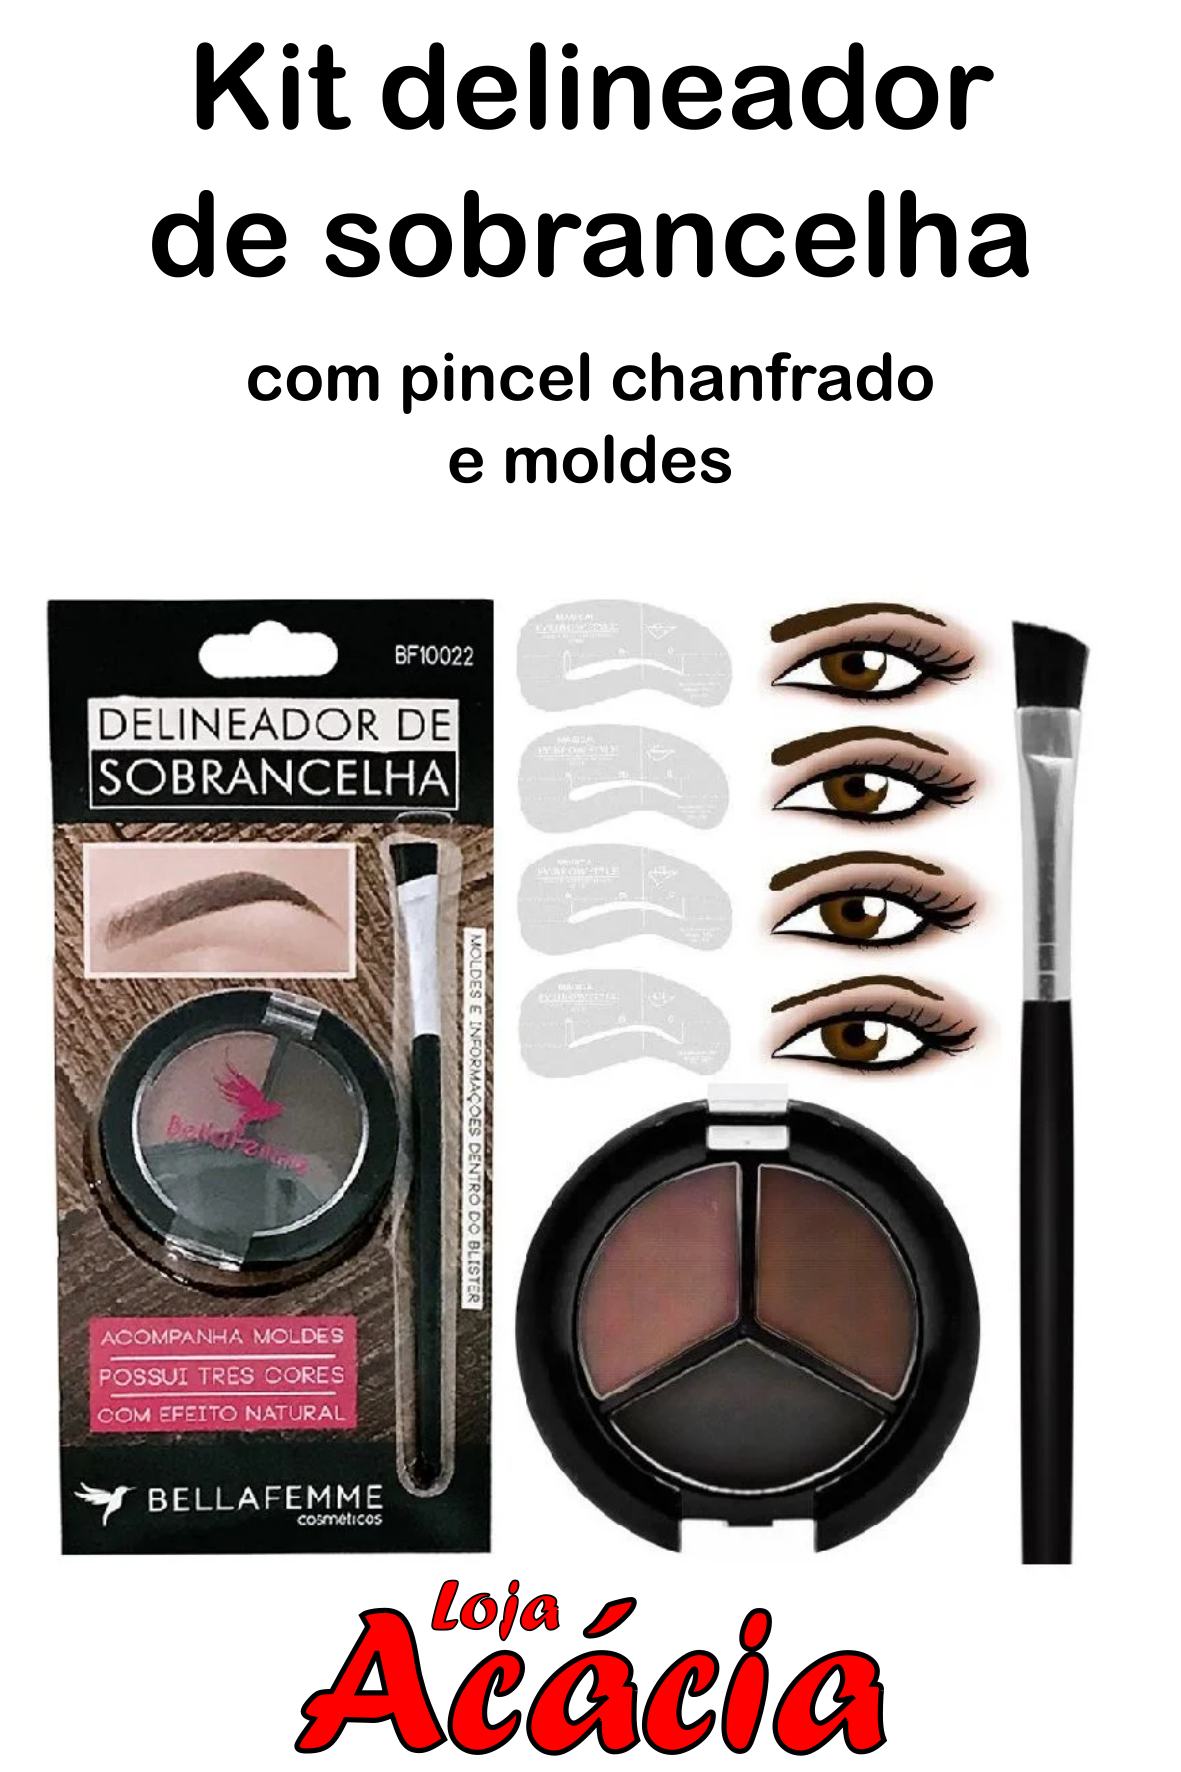 Kit delineador
de sobrancelha
com pincel chanfrado
e moldes
BF10022
DELINEADOR DE
SOBRANCELHA
MOLDES E INFORMAÇOES DENTRO DO BLISTER
BellaFemme
ACOMPANHA MOLDES
POSSUI TRES CORES
COM EFEITO NATURAL
BELLAFEMME
cosméticos
Loja
Acácia